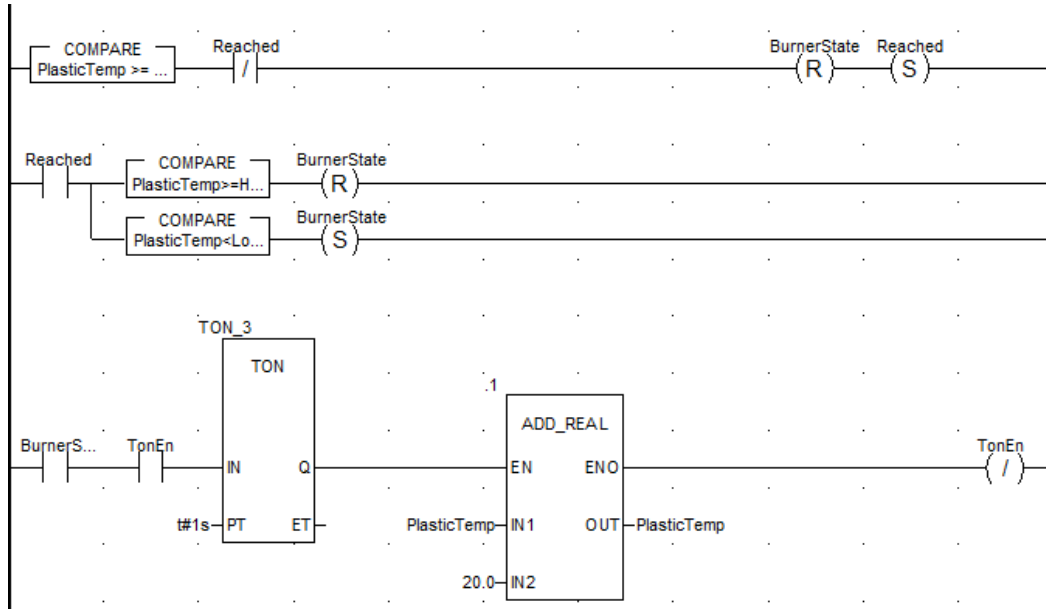 COMPARE
PlasticTemp >= ...
Reached
/
BurnerState
R
Reached
S
Reached
COMPARE
PlasticTemp>=H...
BurnerState
R
COMPARE
PlasticTemp<Lo...
BurnerState
S
TON_3
TON
BurnerS...
TonEn
IN
Q
t#1s
PT
ET
.1
ADD_REAL
EN
ENO
PlasticTemp
IN1
OUT
PlasticTemp
20.0
IN2
TonEn
/